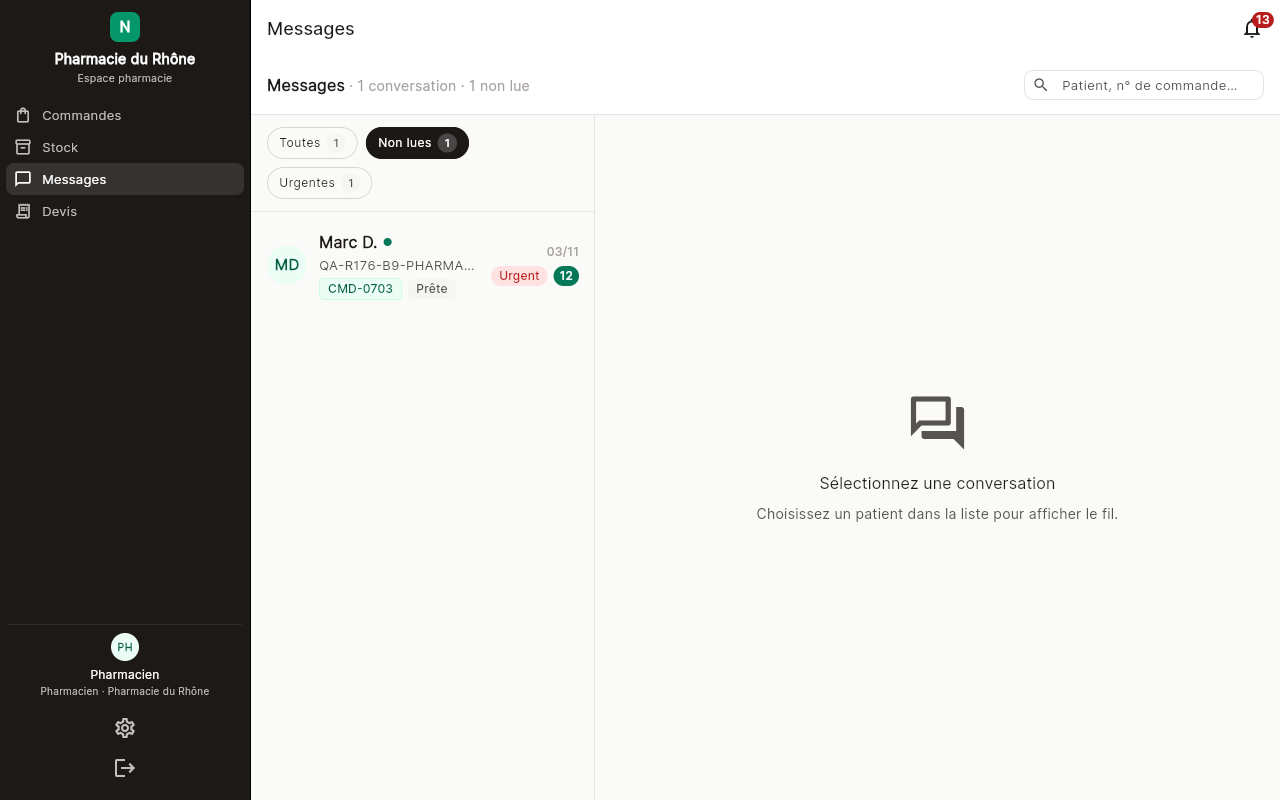 N
Pharmacie du Rhône
Espace pharmacie
Commandes
Stock
Messages
Devis
PH
Pharmacien
Pharmacien · Pharmacie du Rhône
Messages
13
Messages · 1 conversation · 1 non lue
Patient, n° de commande…
Toutes 1
Non lues 1
Urgentes 1
MD
Marc D.
03/11
QA-R176-B9-PHARMA…
Urgent 12
CMD-0703 Prête
Sélectionnez une conversation
Choisissez un patient dans la liste pour afficher le fil.